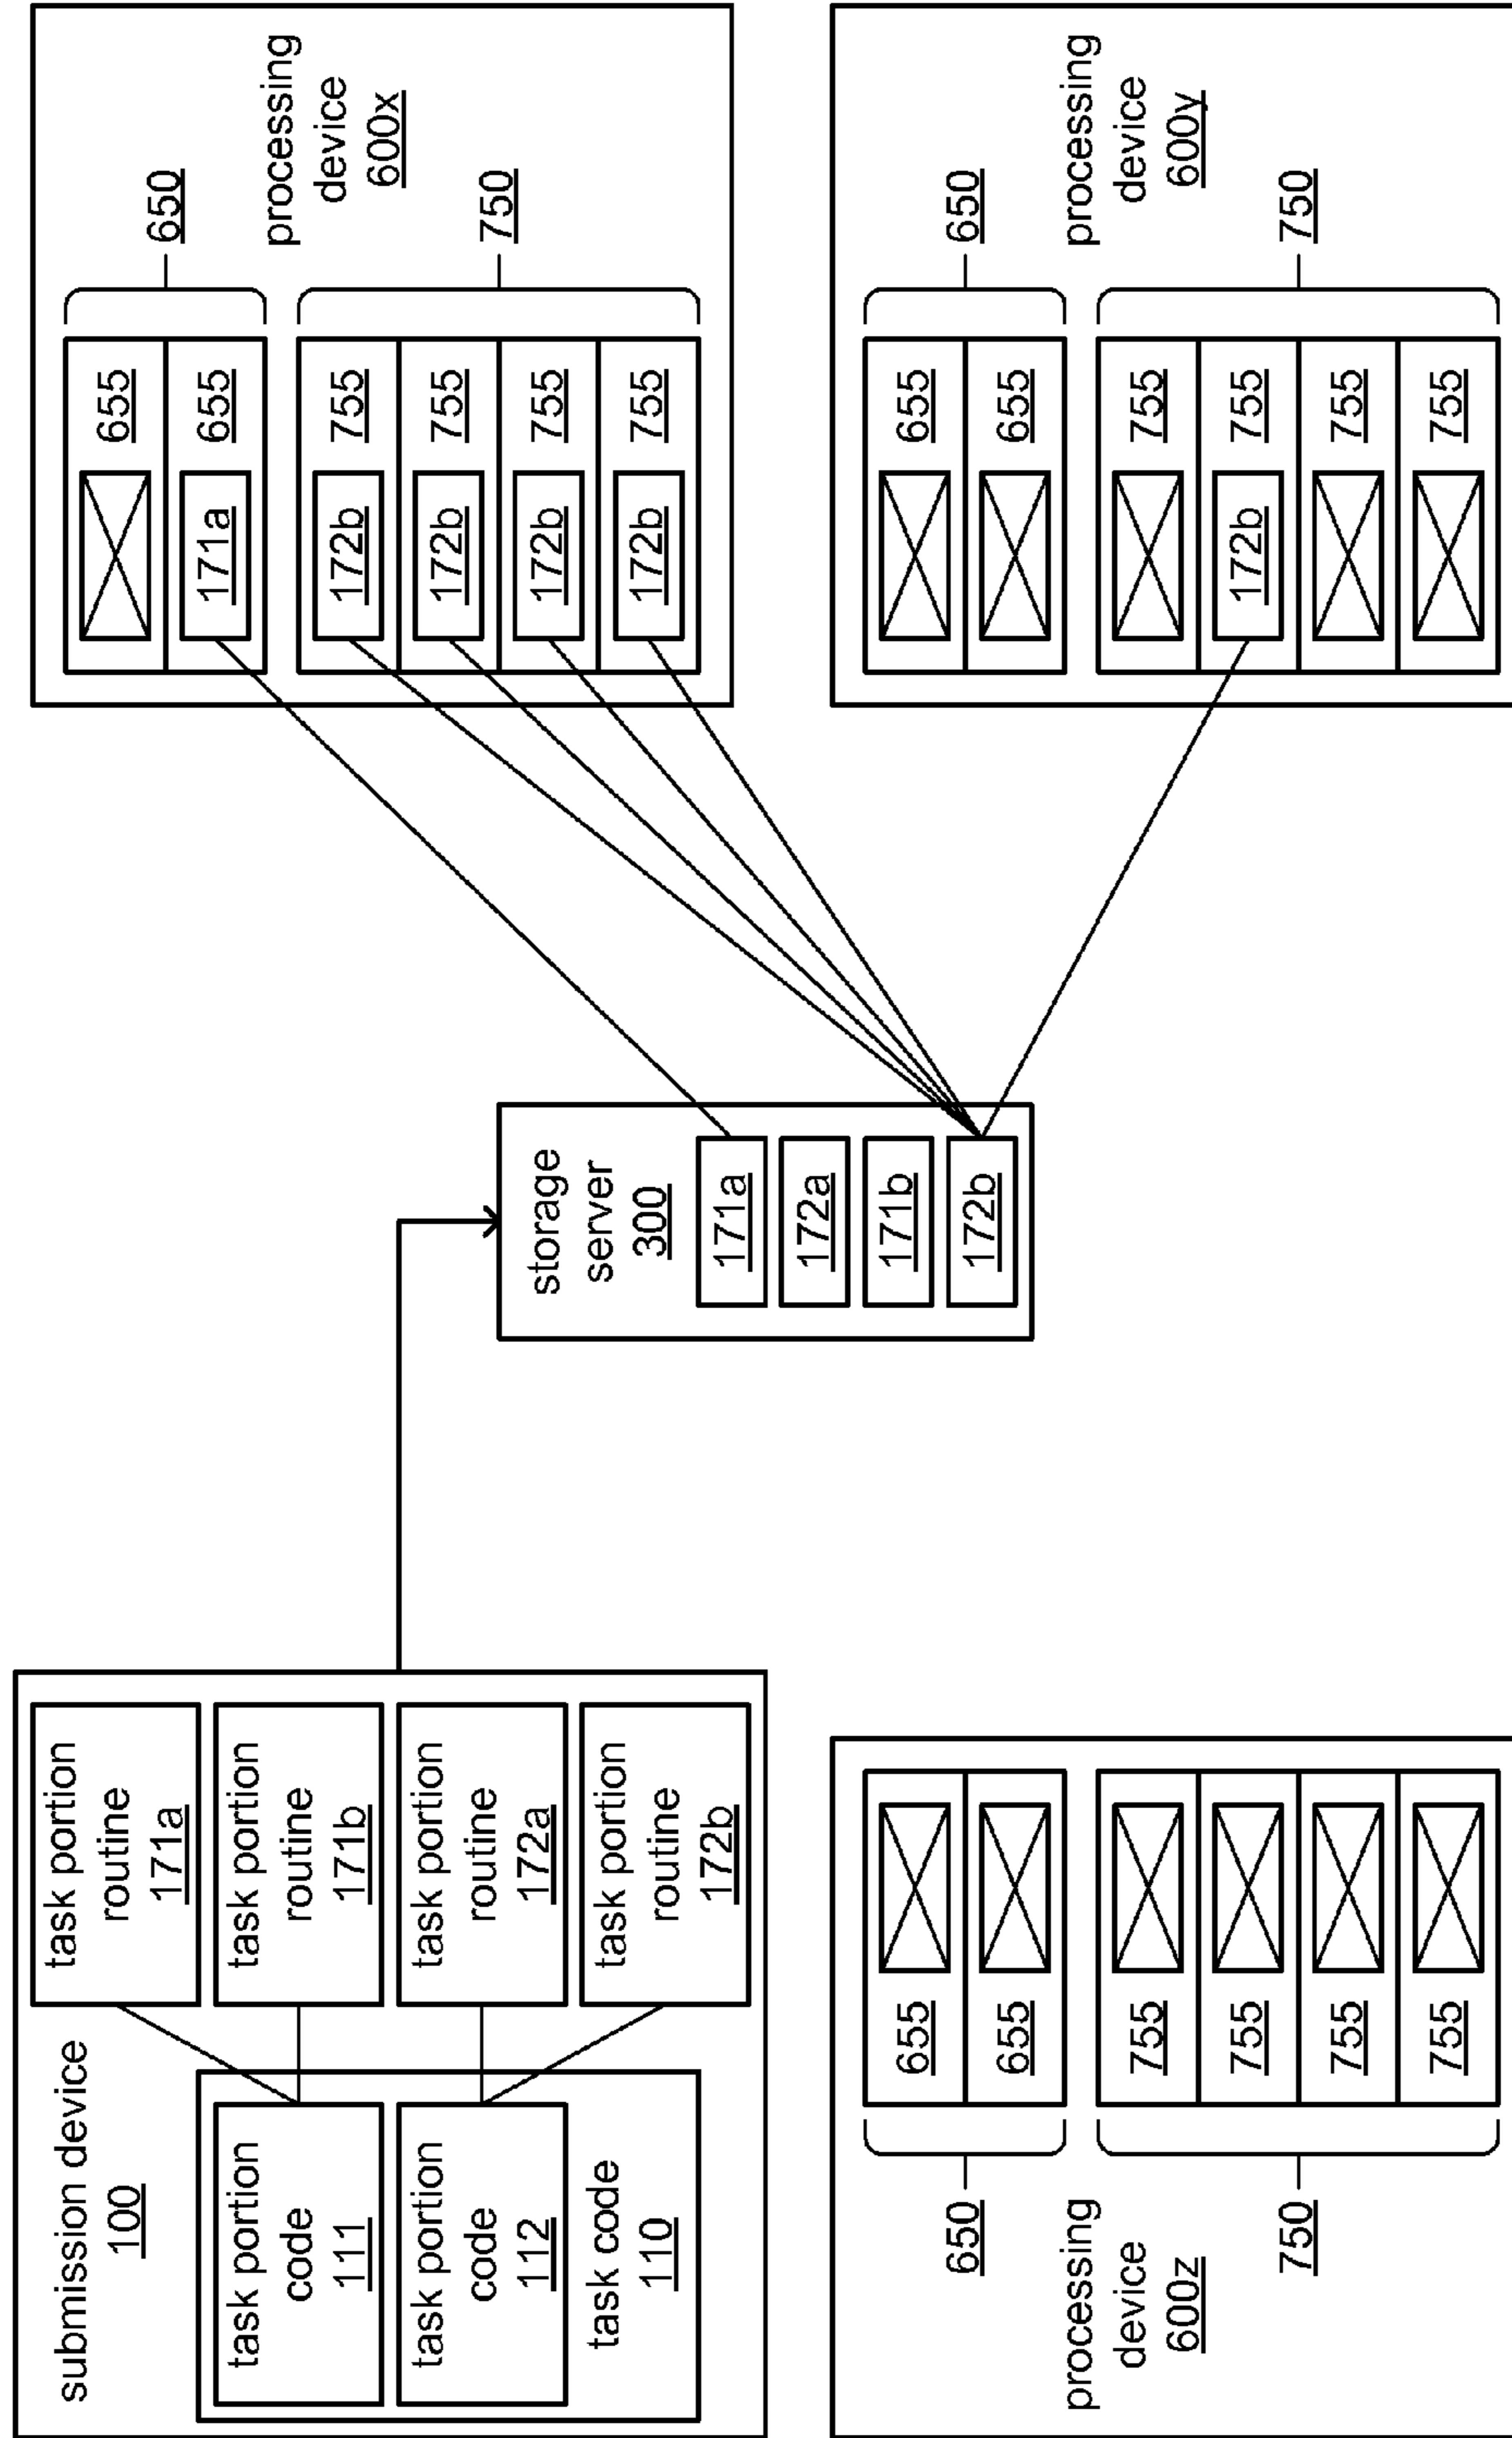 submission device
100
task portion
code
111
task portion
code
112
task code
110
task portion
routine
171a
task portion
routine
171b
task portion
routine
172a
task portion
routine
172b
storage
server
300
171a
172a
171b
172b
655
171a
655
650
172b
755
172b
755
172b
755
172b
755
750
processing
device
600x
650
processing
device
600z
750
655
655
755
755
755
755
655
655
650
755
172b
755
755
755
750
processing
device
600y